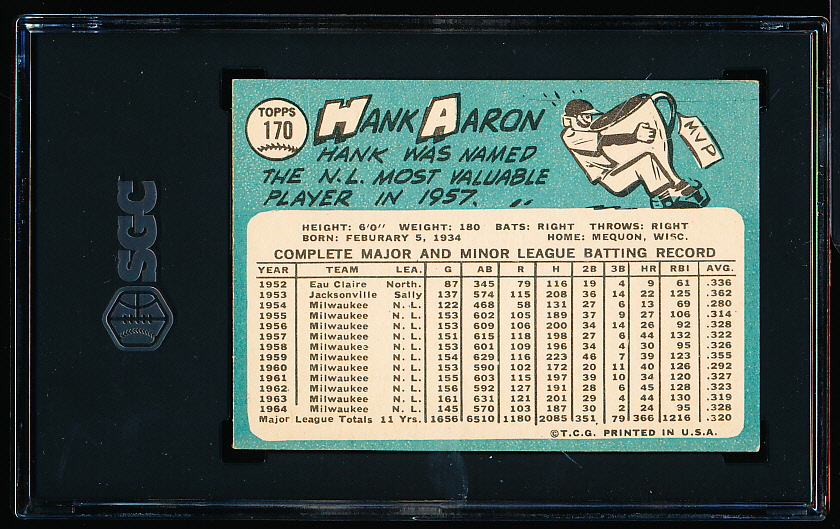 SGC
TOPPS
170
HANK AARON
MVP
HANK WAS NAMED
THE N.L. MOST VALUABLE
PLAYER IN 1957.
HEIGHT: 6'0" WEIGHT: 180 BATS: RIGHT THROWS: RIGHT
BORN: FEBURARY 5, 1934 HOME: MEQUON, WISC.
COMPLETE MAJOR AND MINOR LEAGUE BATTING RECORD
YEAR TEAM LEA. G AB R H 2B 3B HR RBI AVG.
1952 Eau Claire North. 87 345 79 116 19 4 9 61 .336
1953 Jacksonville Sally 137 574 115 208 36 14 22 125 .362
1954 Milwaukee N. L. 122 468 58 131 27 6 13 69 .280
1955 Milwaukee N. L. 153 602 105 189 37 9 27 106 .314
1956 Milwaukee N. L. 153 609 106 200 34 14 26 92 .328
1957 Milwaukee N. L. 151 615 118 198 27 6 44 132 .322
1958 Milwaukee N. L. 153 601 109 196 34 4 30 95 .326
1959 Milwaukee N. L. 154 629 116 223 46 7 39 123 .355
1960 Milwaukee N. L. 153 590 102 172 20 11 40 126 .292
1961 Milwaukee N. L. 155 603 115 197 39 10 34 120 .327
1962 Milwaukee N. L. 156 592 127 191 28 6 45 128 .323
1963 Milwaukee N. L. 161 631 121 201 29 4 44 130 .319
1964 Milwaukee N. L. 145 570 103 187 30 2 24 95 .328
Major League Totals 11 Yrs. 1656 6510 1180 2085 351 79 366 1216 .320
©T.C.G. PRINTED IN U.S.A.